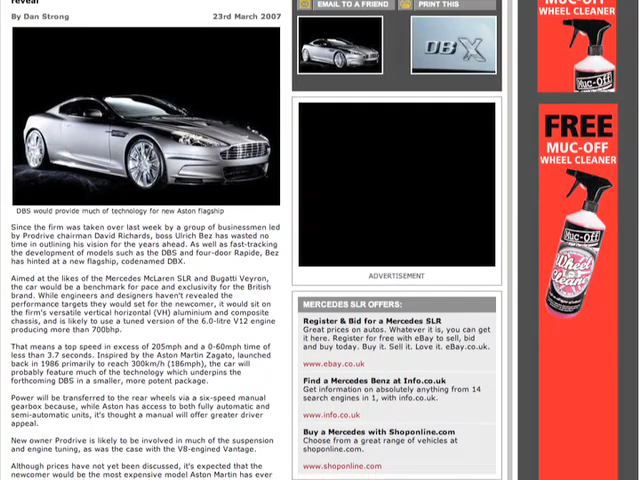 reveal
By Dan Strong 23rd March 2007
DBS would provide much of technology for new Aston flagship
Since the firm was taken over last week by a group of businessmen led
by Prodrive chairman David Richards, boss Ulrich Bez has wasted no
time in outlining his vision for the years ahead. As well as fast-tracking
the development of models such as the DBS and four-door Rapide, Bez
has hinted at a new flagship, codenamed DBX.
Aimed at the likes of the Mercedes McLaren SLR and Bugatti Veyron,
the car would be a benchmark for pace and exclusivity for the British
brand. While engineers and designers haven't revealed the
performance targets they would set for the newcomer, it would sit on
the firm's versatile vertical horizontal (VH) aluminium and composite
chassis, and is likely to use a tuned version of the 6.0-litre V12 engine
producing more than 700bhp.
That means a top speed in excess of 205mph and a 0-60mph time of
less than 3.7 seconds. Inspired by the Aston Martin Zagato, launched
back in 1986 primarily to reach 300km/h (186mph), the car will
probably feature much of the technology which underpins the
forthcoming DBS in a smaller, more potent package.
Power will be transferred to the rear wheels via a six-speed manual
gearbox because, while Aston has access to both fully automatic and
semi-automatic units, it's thought a manual will offer greater driver
appeal.
New owner Prodrive is likely to be involved in much of the suspension
and engine tuning, as was the case with the V8-engined Vantage.
Although prices have not yet been discussed, it's expected that the
newcomer would be the most expensive model Aston Martin has ever
EMAIL TO A FRIEND
PRINT THIS
DBX
ADVERTISEMENT
MERCEDES SLR OFFERS:
Register & Bid for a Mercedes SLR
Great prices on autos. Whatever it is, you can get
it here. Register for free with eBay to sell, bid
and buy today. Buy it. Sell it. Love it. eBay.co.uk.
www.ebay.co.uk
Find a Mercedes Benz at Info.co.uk
Get information on absolutely anything from 14
search engines in 1, with info.co.uk.
www.info.co.uk
Buy a Mercedes with Shoponline.com
Choose from a great range of vehicles at
shoponline.com.
www.shoponline.com
MUC-OFF
WHEEL CLEANER
Muc-Off
FREE
MUC-OFF
WHEEL CLEANER
Muc-Off
Wheel
Cleaner